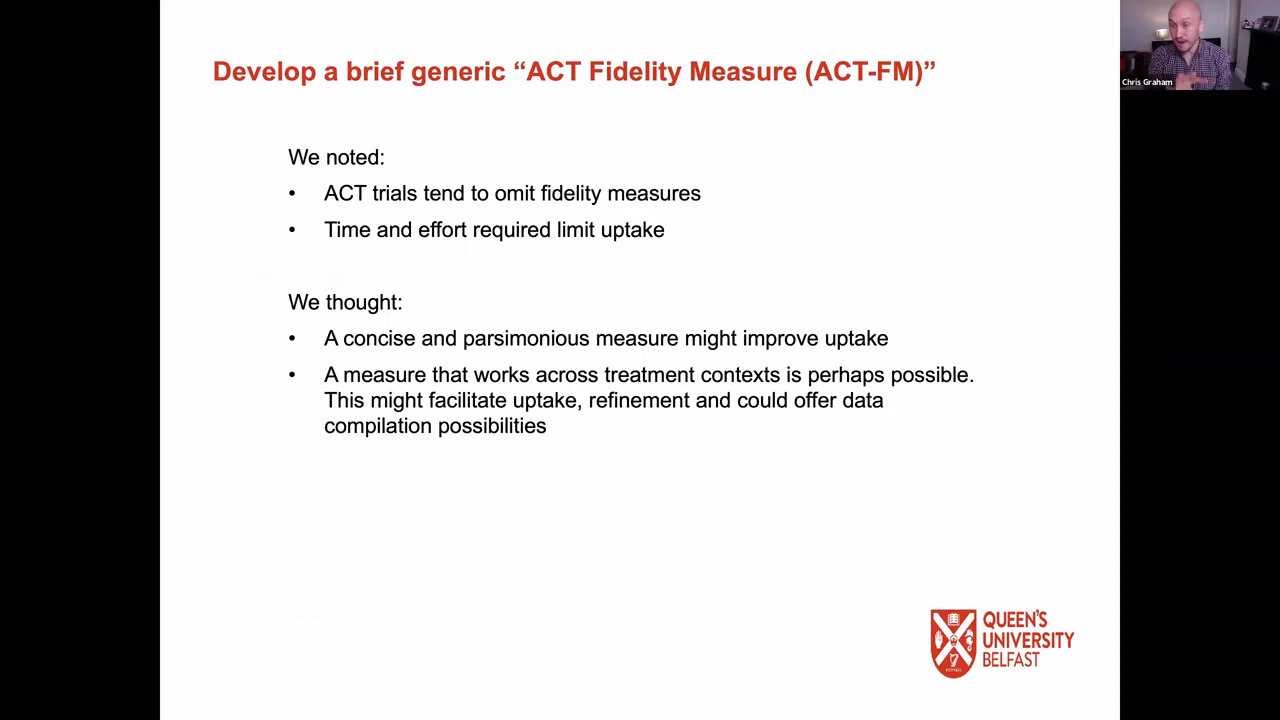 Develop a brief generic “ACT Fidelity Measure (ACT-FM)”
Chris Graham
We noted:
• ACT trials tend to omit fidelity measures
• Time and effort required limit uptake
We thought:
• A concise and parsimonious measure might improve uptake
• A measure that works across treatment contexts is perhaps possible.
This might facilitate uptake, refinement and could offer data
compilation possibilities
QUEEN'S
UNIVERSITY
BELFAST